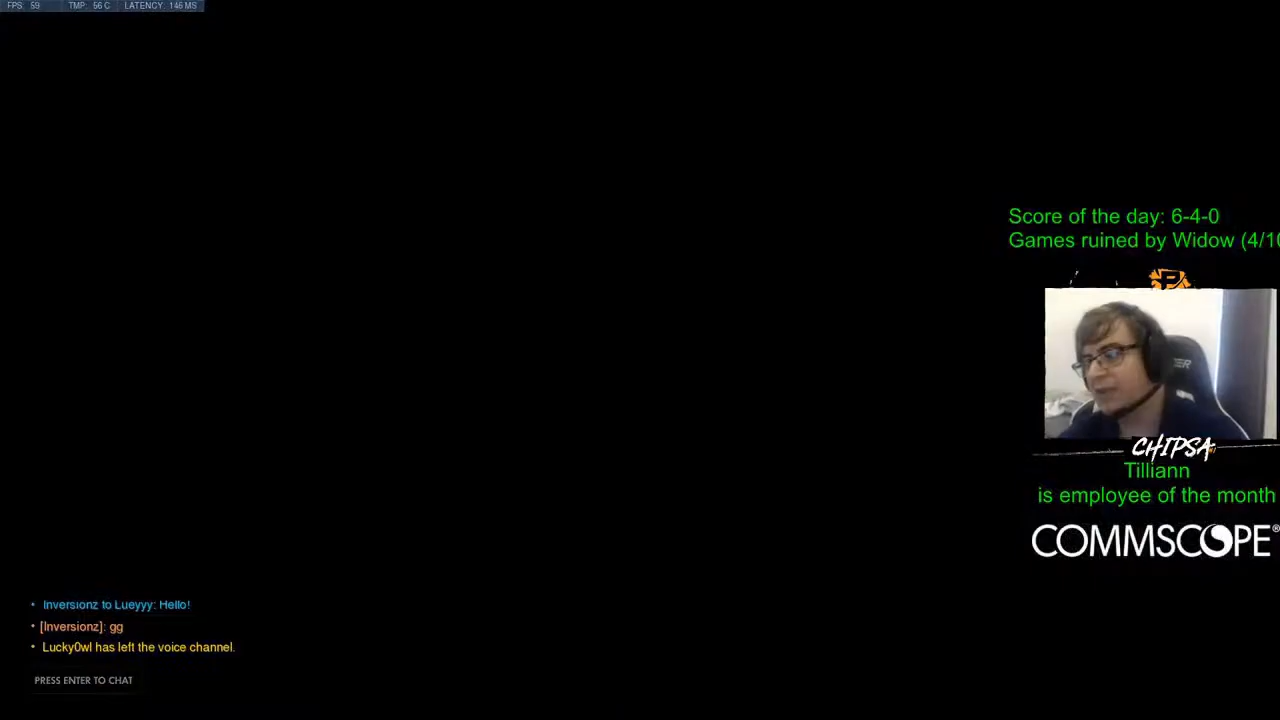 FPS: 59 TMP: 56 C LATENCY: 146 MS
Score of the day: 6-4-0
Games ruined by Widow (4/10
CHIPSA
Tilliann
is employee of the month
COMMSCOPE®
• Inversionz to Lueyyy: Hello!
• [Inversionz]: gg
• Lucky0wl has left the voice channel.
PRESS ENTER TO CHAT